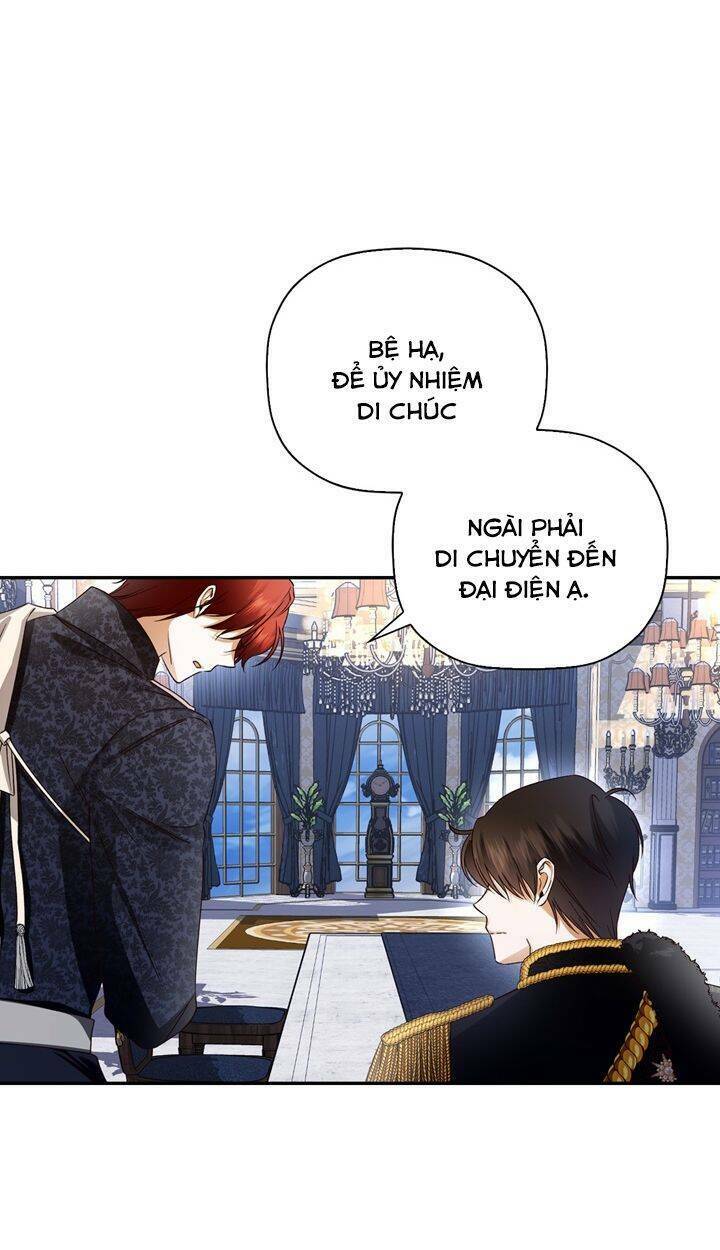 BỆ HẠ,
ĐỂ ỦY NHIỆM
DI CHÚC
NGÀI PHẢI
DI CHUYỂN ĐẾN
ĐẠI ĐIỆN Ạ.